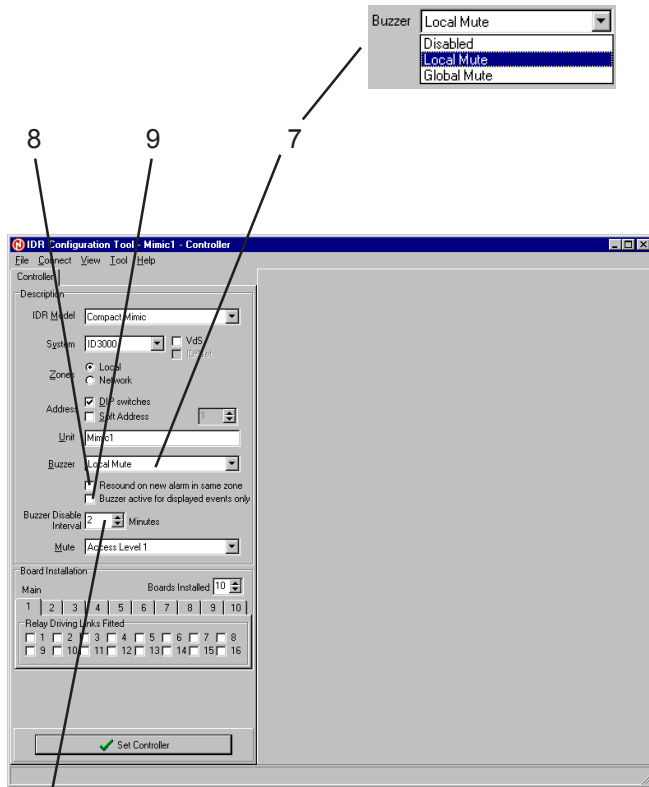 Buzzer Local Mute
Disabled
Local Mute
Global Mute
8 9 7
IDR Configuration Tool - Mimic1 - Controller
File Connect View Tool Help
Controller
Description
IDR Model Compact Mimic
System ID3000 VdS
ID²Net
Zones Local
Network
Address DIP switches
Soft Address 1
Unit Mimic1
Buzzer Local Mute
Resound on new alarm in same zone
Buzzer active for displayed events only
Buzzer Disable
Interval 2 Minutes
Mute Access Level 1
Board Installation
Main Boards Installed 10
1 2 3 4 5 6 7 8 9 10
Relay Driving Links Fitted
1 2 3 4 5 6 7 8
9 10 11 12 13 14 15 16
Set Controller